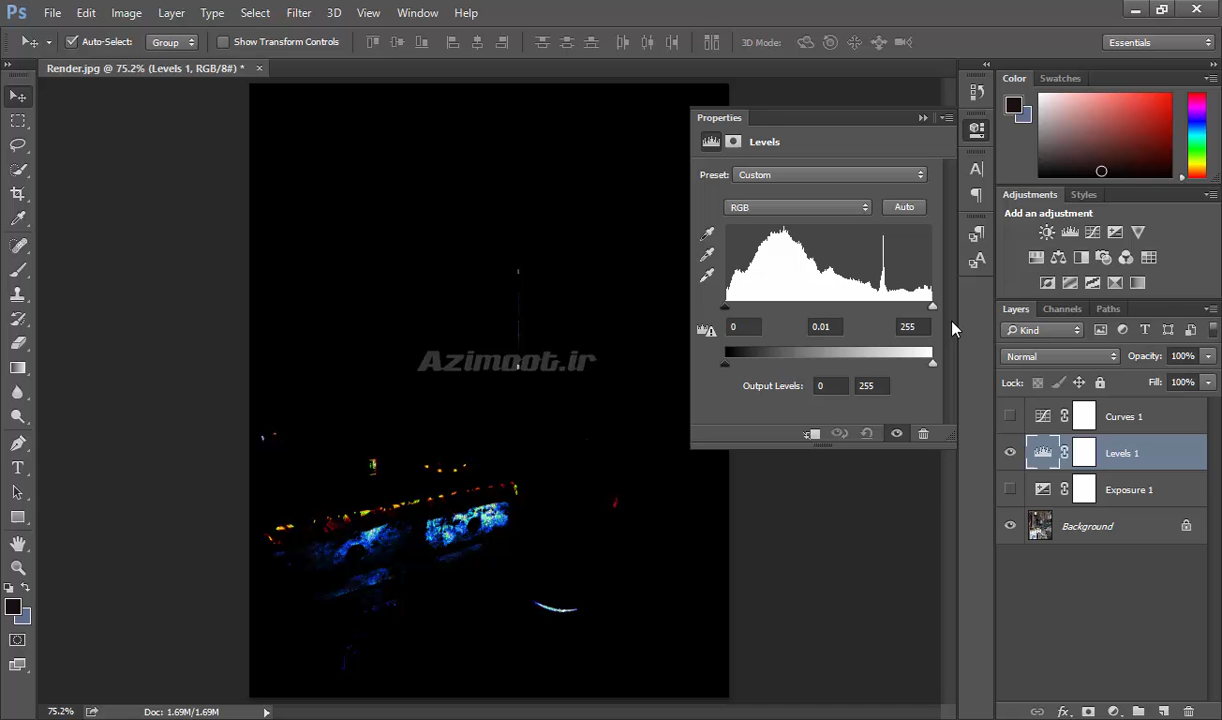 Ps File Edit Image Layer Type Select Filter 3D View Window Help
Auto-Select: Group Show Transform Controls 3D Mode: Essentials
Render.jpg @ 75.2% (Levels 1, RGB/8#) * ×
Properties
Levels
Preset: Custom
RGB Auto
0 0.01 255
Output Levels: 0 255
Azimoot.ir
Color Swatches
Adjustments Styles
Add an adjustment
Layers Channels Paths
Kind
Normal Opacity: 100%
Lock: Fill: 100%
Curves 1
Levels 1
Exposure 1
Background
75.2% Doc: 1.69M/1.69M